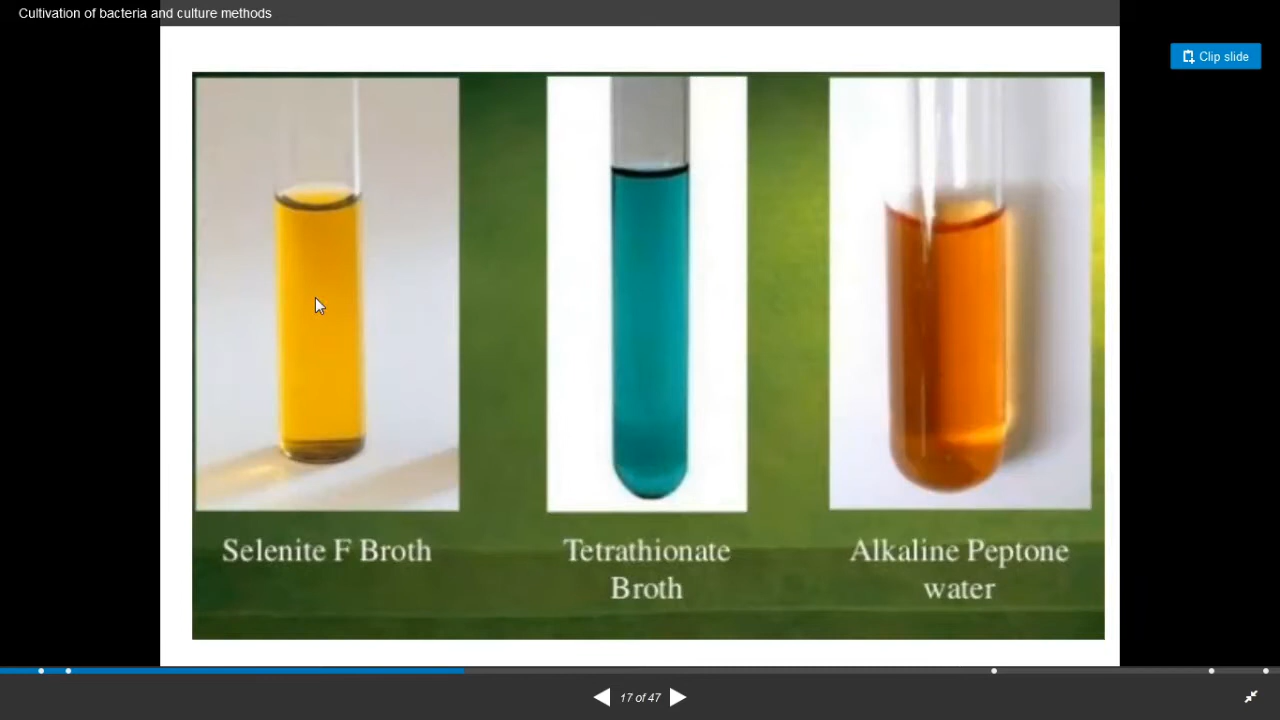 Cultivation of bacteria and culture methods
Clip slide
Selenite F Broth
Tetrathionate
Broth
Alkaline Peptone
water
17 of 47